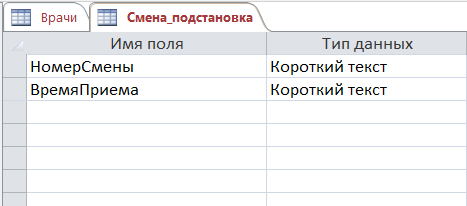 Врачи Смена_подстановка
Имя поля Тип данных
НомерСмены Короткий текст
ВремяПриема Короткий текст